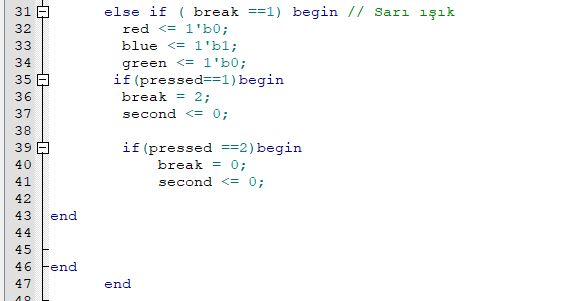 31 else if ( break ==1) begin // Sarı ışık
32 red <= 1'b0;
33 blue <= 1'b1;
34 green <= 1'b0;
35 if(pressed==1)begin
36 break = 2;
37 second <= 0;
38
39 if(pressed ==2)begin
40 break = 0;
41 second <= 0;
42
43 end
44
45
46 end
47 end